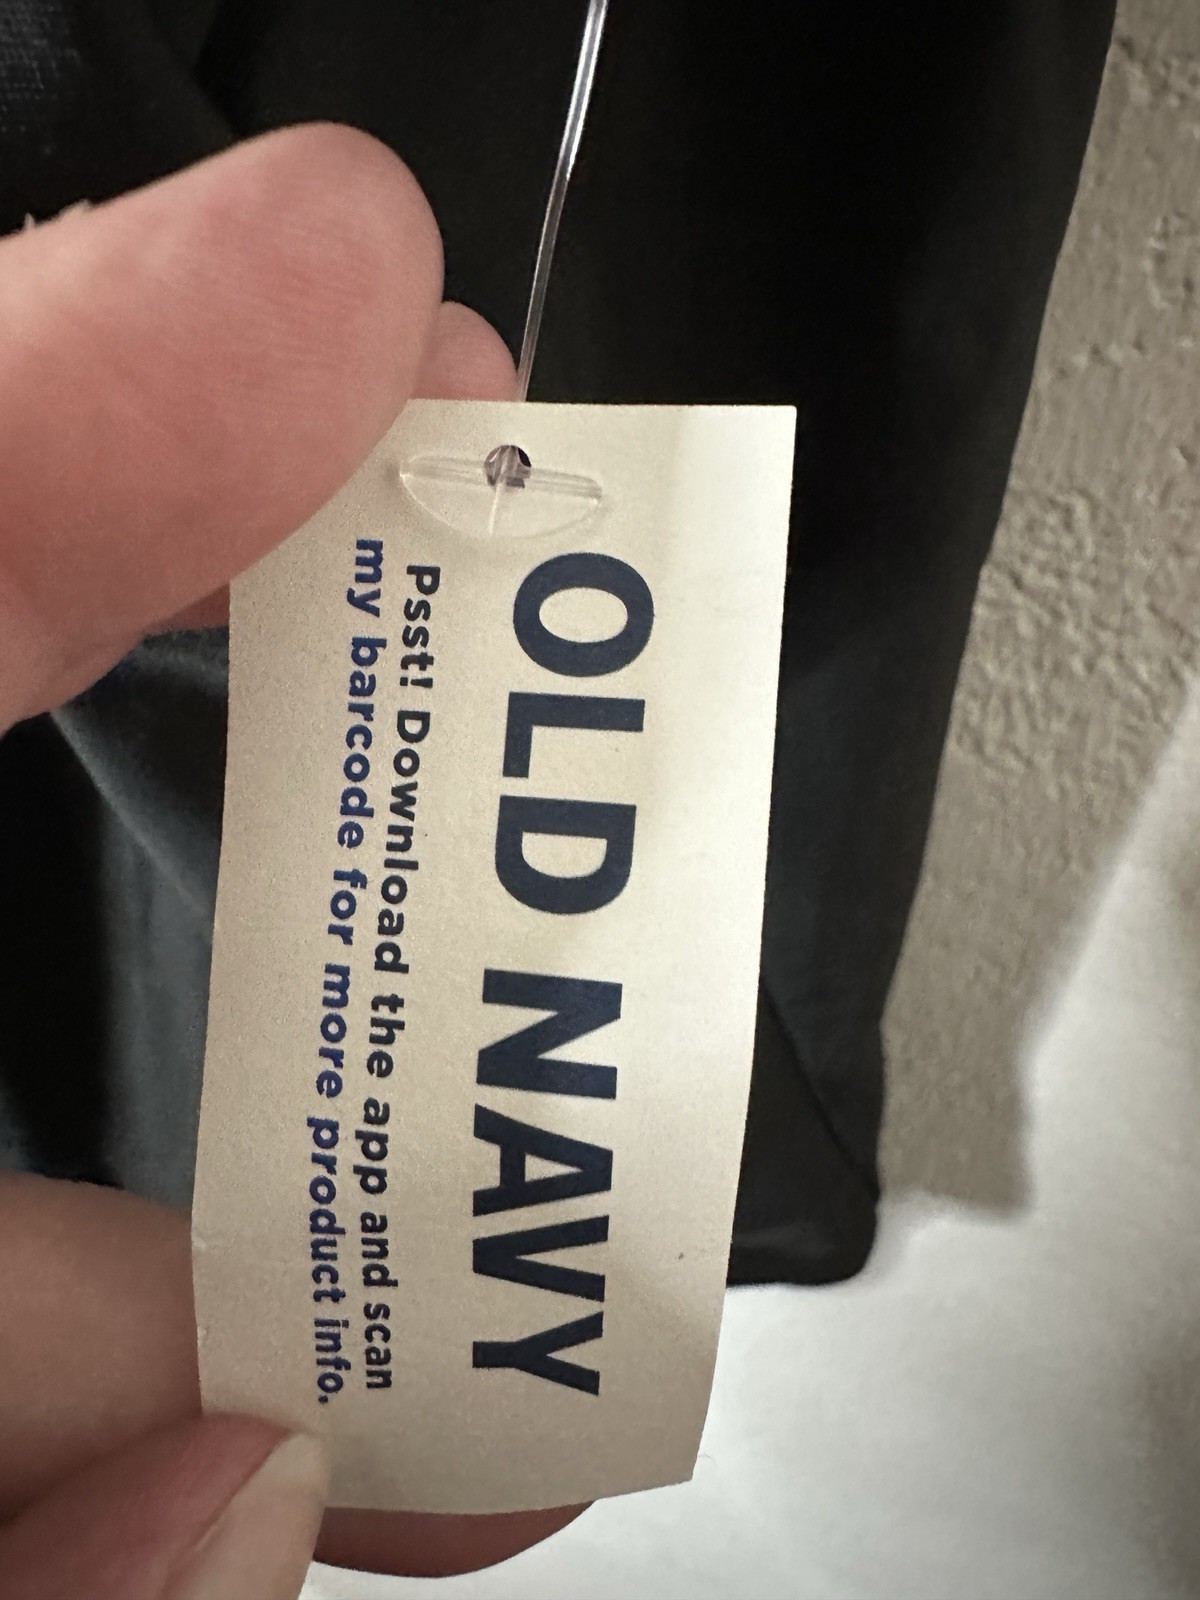 OLD NAVY
Psst! Download the app and scan
my barcode for more product info.